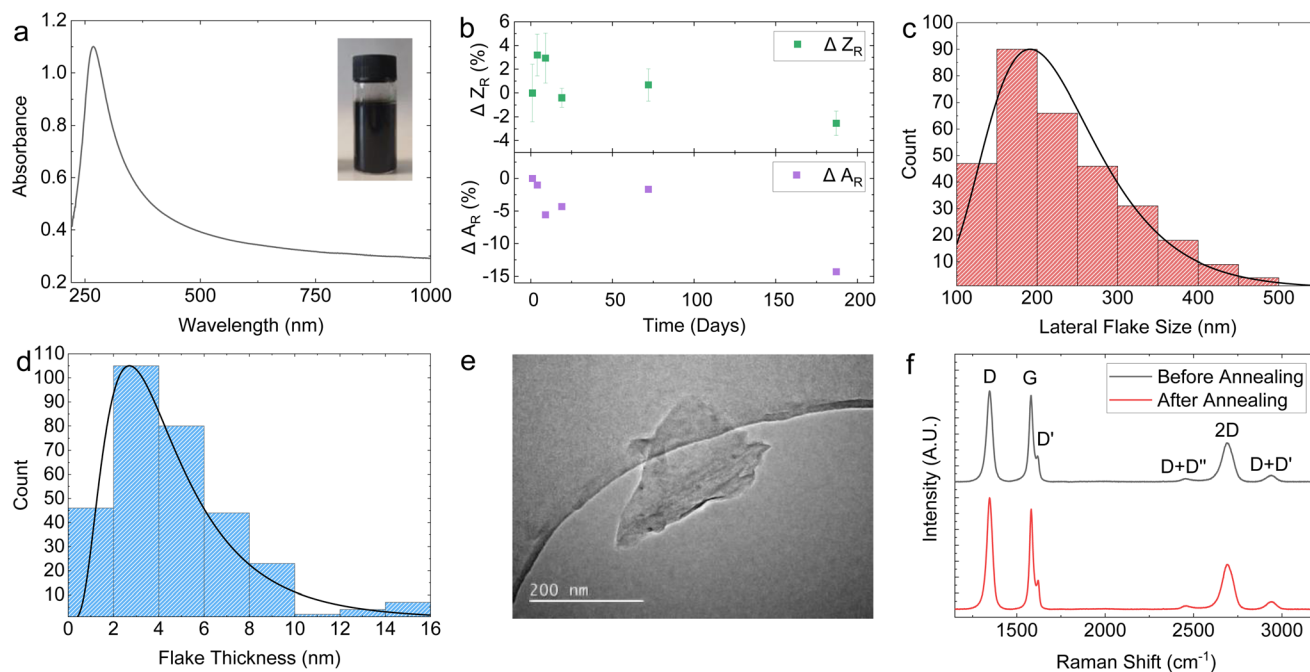 a
1.2
1.0
0.8
0.6
0.4
0.2
250
500
750
1000
Absorbance
Wavelength (nm)
b
6
4
2
0
-2
-4
Δ Z_R (%)
Δ Z_R
0
-5
-10
-15
Δ A_R (%)
Δ A_R
0
50
100
150
200
Time (Days)
c
100
90
80
70
60
50
40
30
20
10
Count
100
200
300
400
500
Lateral Flake Size (nm)
d
110
100
90
80
70
60
50
40
30
20
10
Count
0
2
4
6
8
10
12
14
16
Flake Thickness (nm)
e
200 nm
f
Before Annealing
After Annealing
D
G
D'
D+D"
2D
D+D'
Intensity (A.U.)
1500
2000
2500
3000
Raman Shift (cm⁻¹)